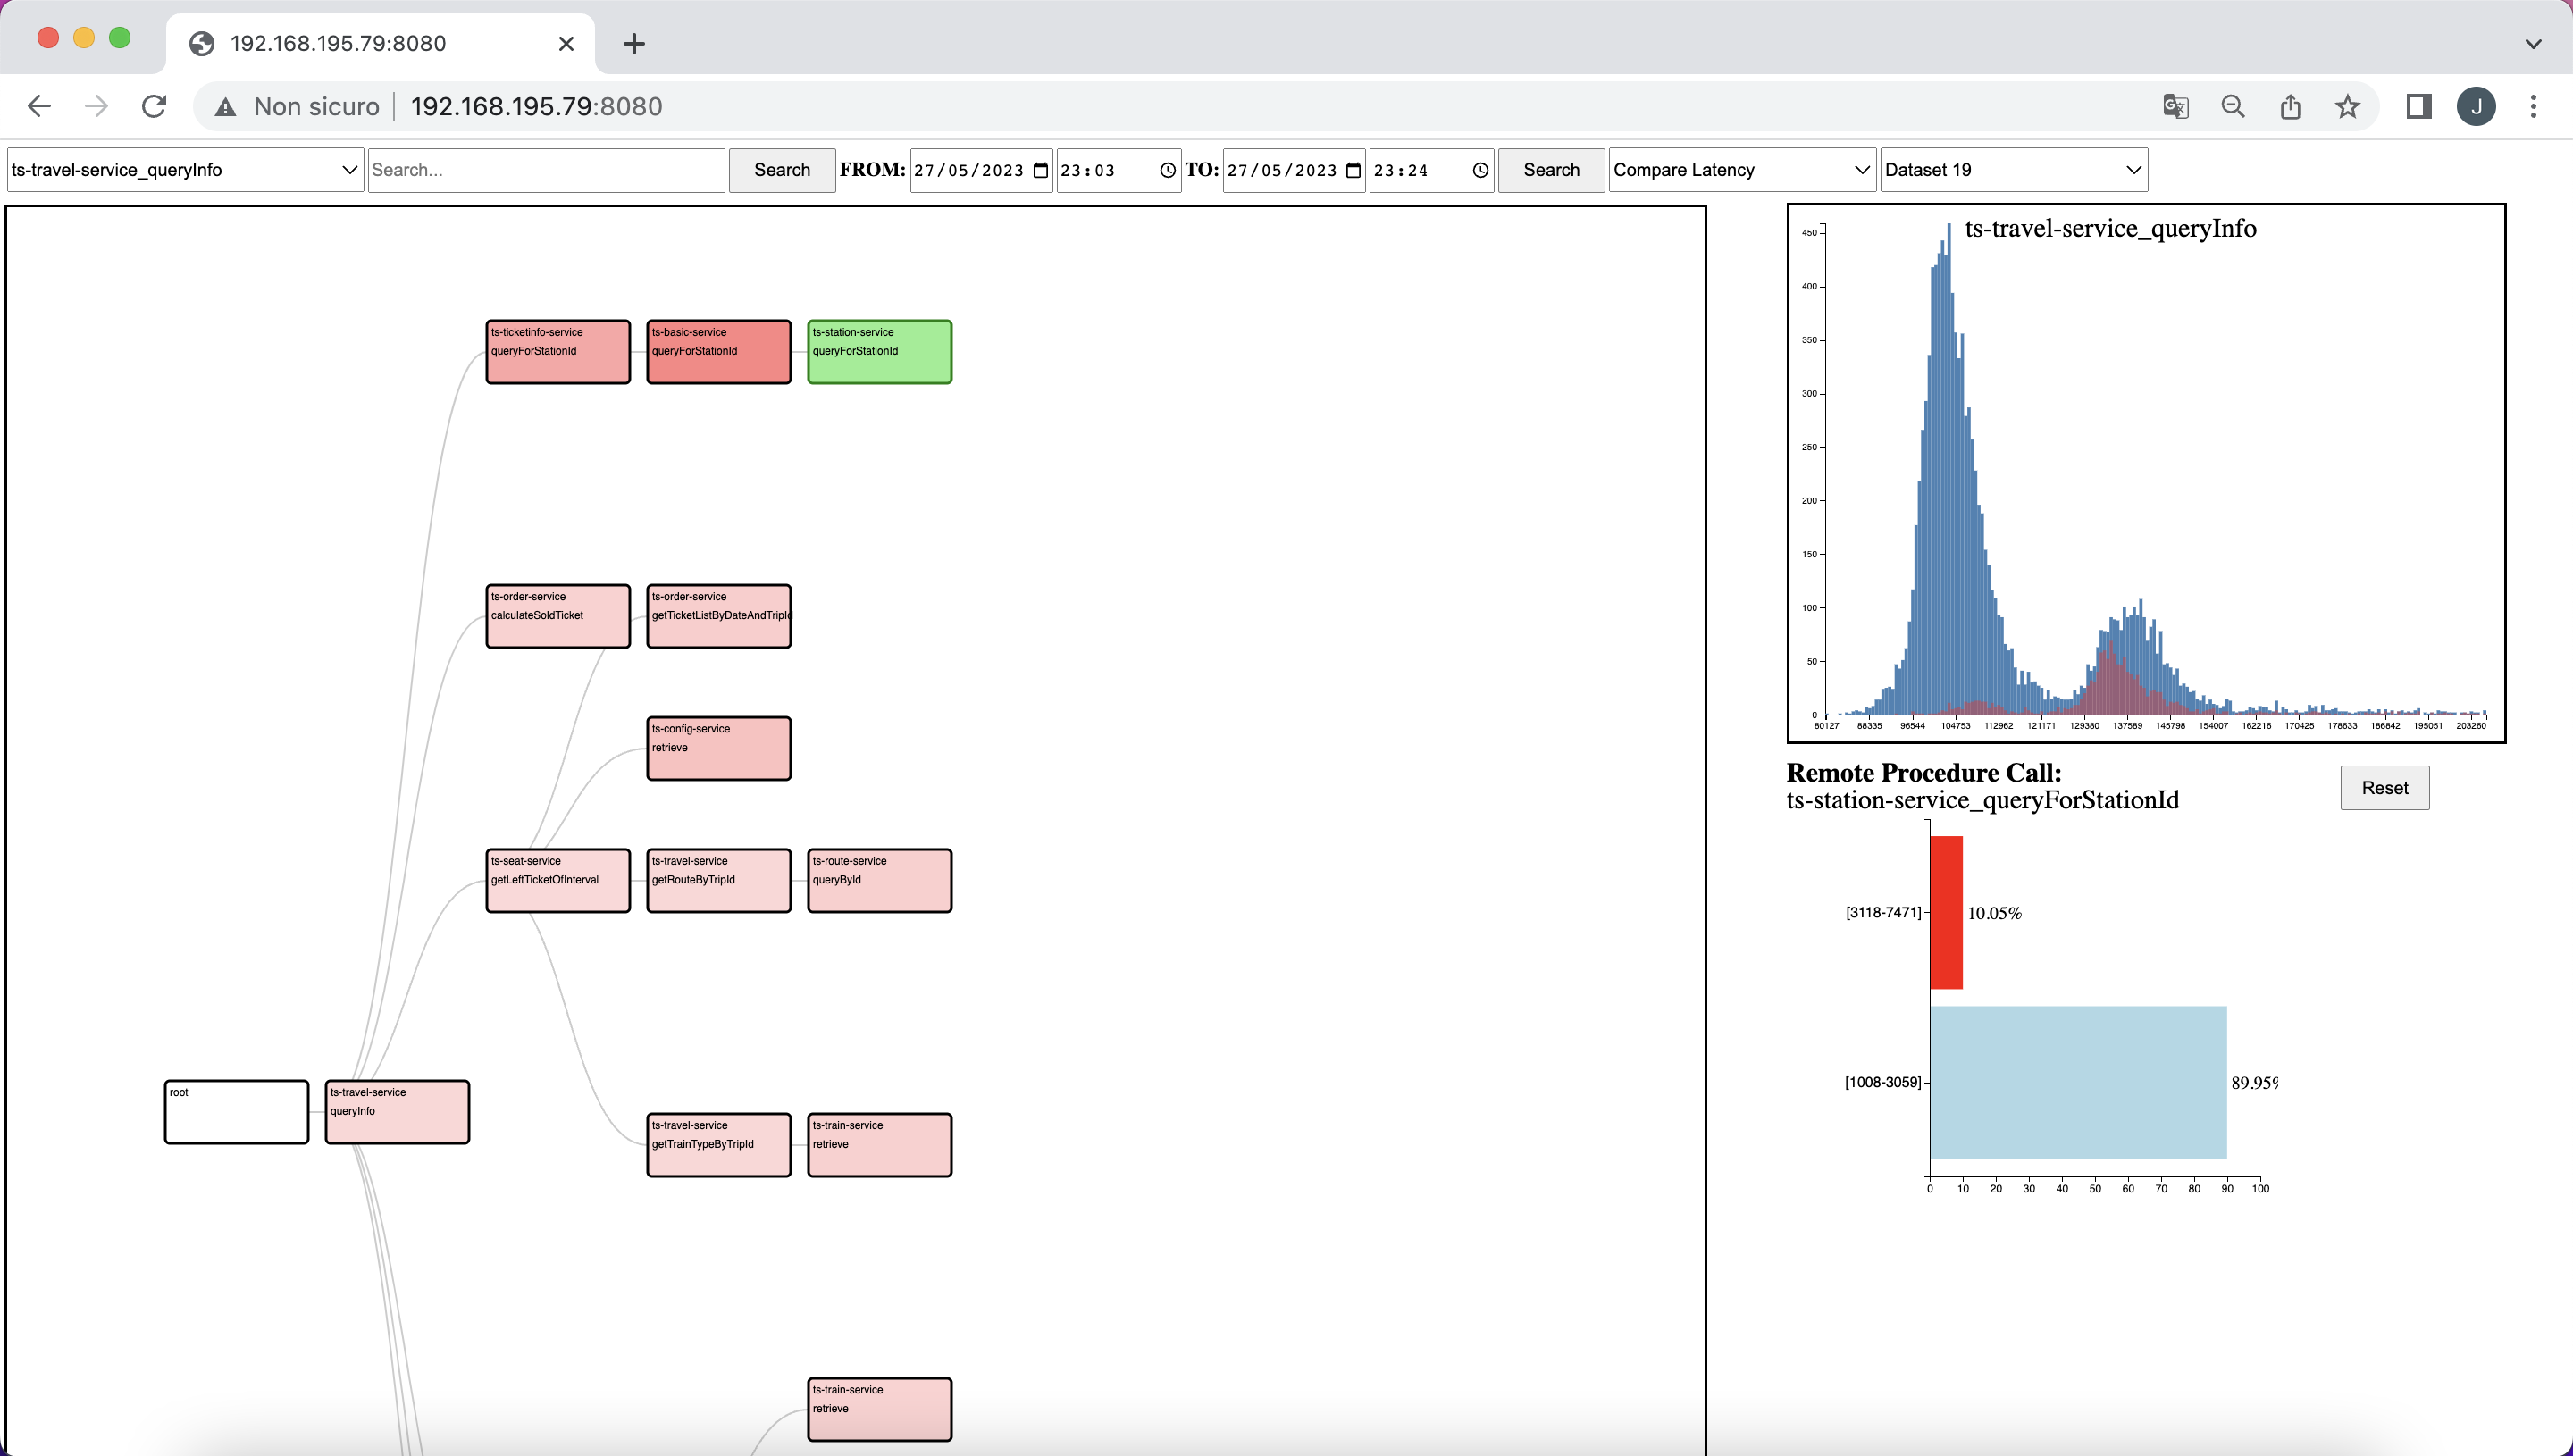 192.168.195.79:8080
Non sicuro
192.168.195.79:8080
ts-travel-service_queryInfo
Search...
Search
FROM:
27/05/2023
23:03
TO:
27/05/2023
23:24
Search
Compare Latency
Dataset 19
J
ts-ticketinfo-service
queryForStationId
ts-basic-service
queryForStationId
ts-station-service
queryForStationId
ts-order-service
calculateSoldTicket
ts-order-service
getTicketListByDateAndTripId
ts-config-service
retrieve
ts-seat-service
getLeftTicketOfInterval
ts-travel-service
getRouteByTripId
ts-route-service
queryById
root
ts-travel-service
queryInfo
ts-travel-service
getTrainTypeByTripId
ts-train-service
retrieve
ts-train-service
retrieve
ts-travel-service_queryInfo
450
400
350
300
250
200
150
100
50
0
80127 88335 96544 104753 112962 121171 129380 137589 145798 154007 162216 170425 178633 186842 195051 203260
Remote Procedure Call:
ts-station-service_queryForStationId
Reset
[3118-7471]
10.05%
[1008-3059]
89.95%
0 10 20 30 40 50 60 70 80 90 100